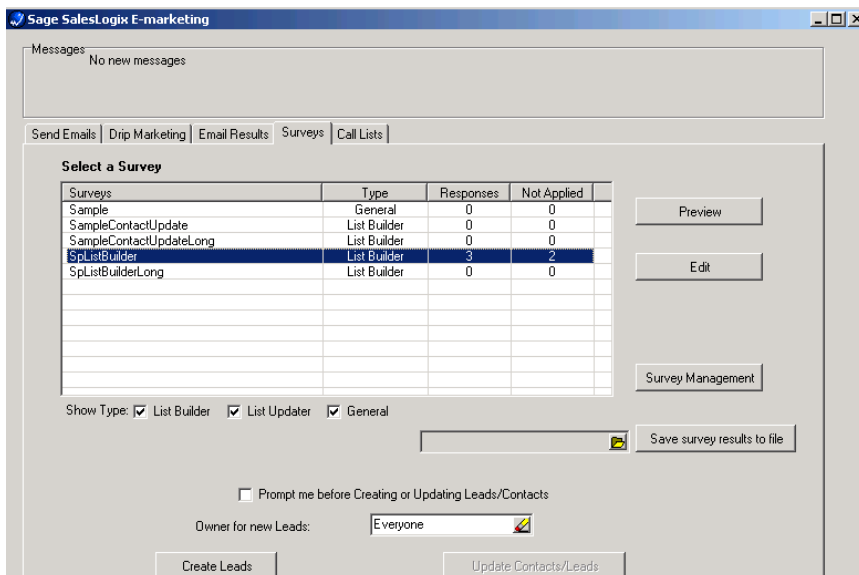 Sage SalesLogix E-marketing
Messages
No new messages
Send Emails Drip Marketing Email Results Surveys Call Lists
Select a Survey
Surveys Type Responses Not Applied
Sample General 0 0
SampleContactUpdate List Builder 0 0
SampleContactUpdateLong List Builder 0 0
SpListBuilder List Builder 3 2
SpListBuilderLong List Builder 0 0
Preview
Edit
Survey Management
Show Type: List Builder List Updater General
Save survey results to file
Prompt me before Creating or Updating Leads/Contacts
Owner for new Leads: Everyone
Create Leads Update Contacts/Leads